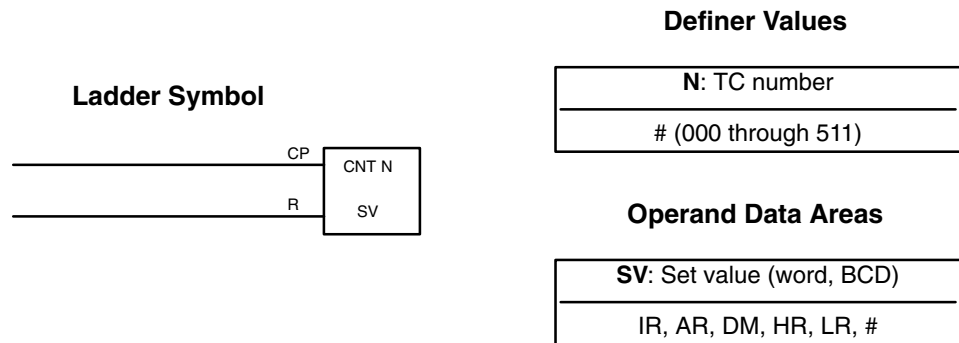 Ladder Symbol
CP
CNT N
R
SV
Definer Values
N: TC number
# (000 through 511)
Operand Data Areas
SV: Set value (word, BCD)
IR, AR, DM, HR, LR, #